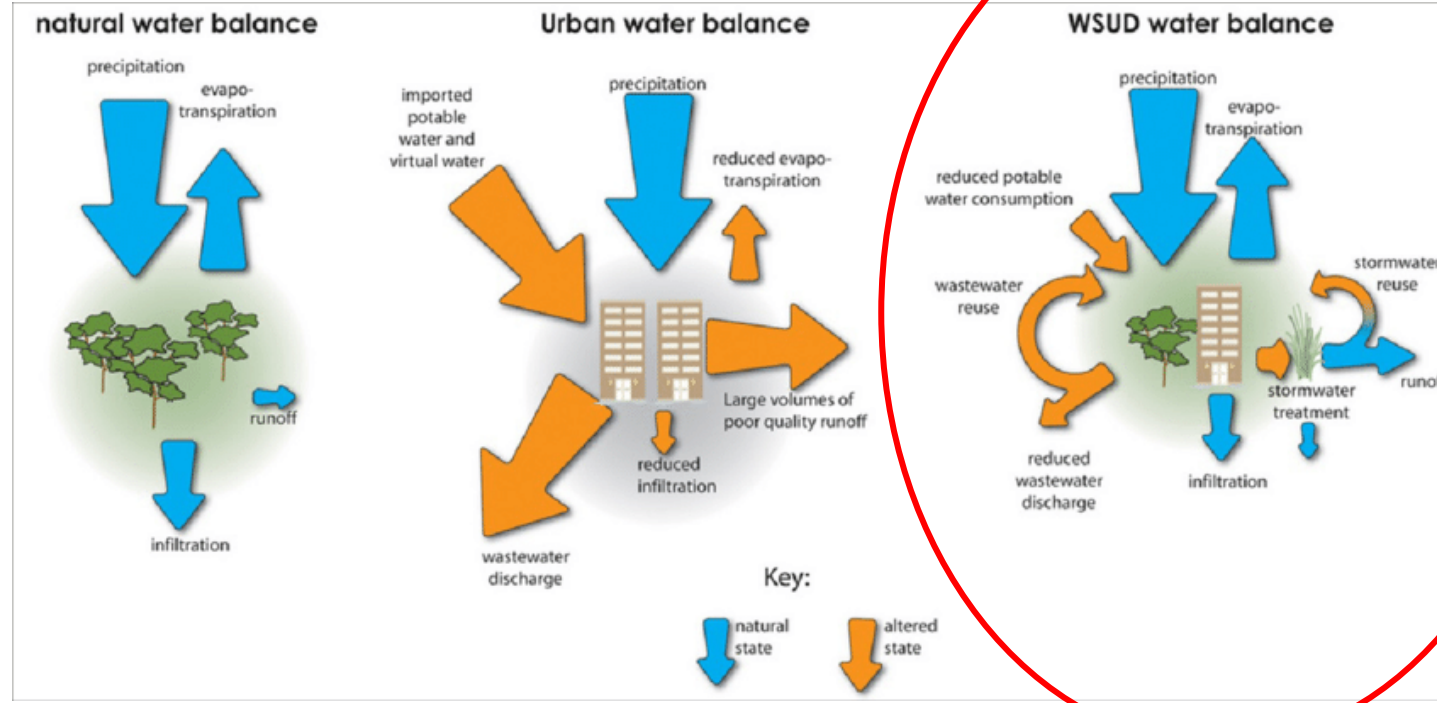 natural water balance
precipitation
evapo-
transpiration
runoff
infiltration
Urban water balance
imported
potable
water and
virtual water
precipitation
reduced evapo-
transpiration
Large volumes of
poor quality runoff
reduced
infiltration
wastewater
discharge
Key:
natural
state
altered
state
WSUD water balance
precipitation
evapo-
transpiration
reduced potable
water consumption
wastewater
reuse
stormwater
reuse
stormwater
treatment
reduced
wastewater
discharge
infiltration